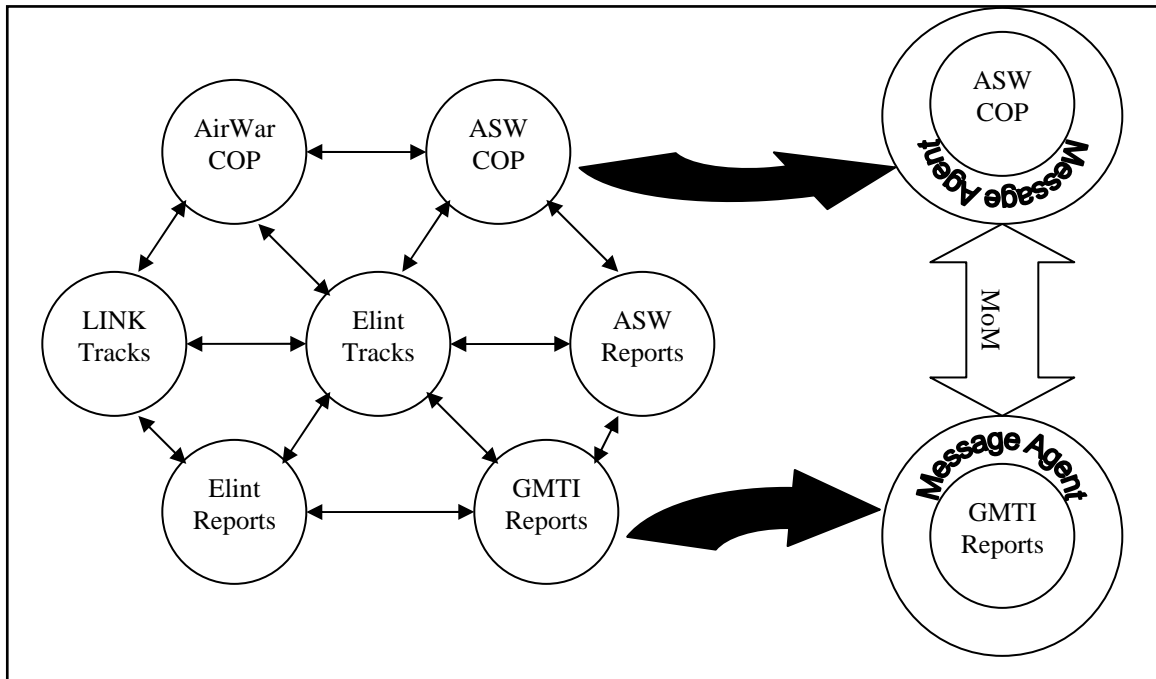 AirWar
COP
ASW
COP
LINK
Tracks
Elint
Tracks
ASW
Reports
Elint
Reports
GMTI
Reports
ASW
COP
Message Agent
MoM
Message Agent
GMTI
Reports